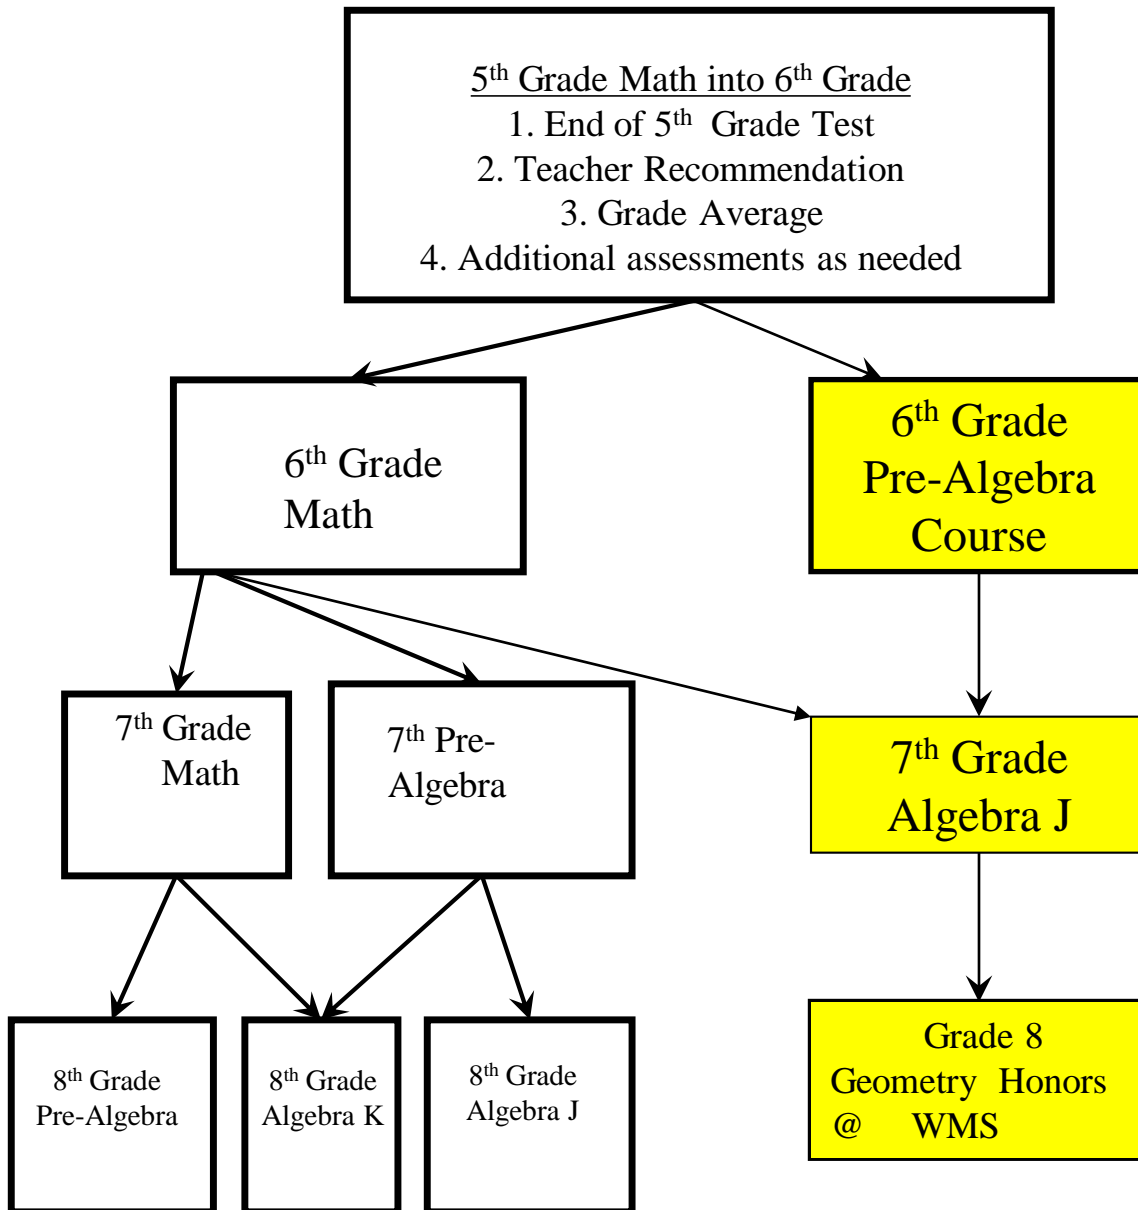 5th Grade Math into 6th Grade
1. End of 5th Grade Test
2. Teacher Recommendation
3. Grade Average
4. Additional assessments as needed
6th Grade
Math
6th Grade
Pre-Algebra
Course
7th Grade
Math
7th Pre-
Algebra
7th Grade
Algebra J
8th Grade
Pre-Algebra
8th Grade
Algebra K
8th Grade
Algebra J
Grade 8
Geometry Honors
@ WMS